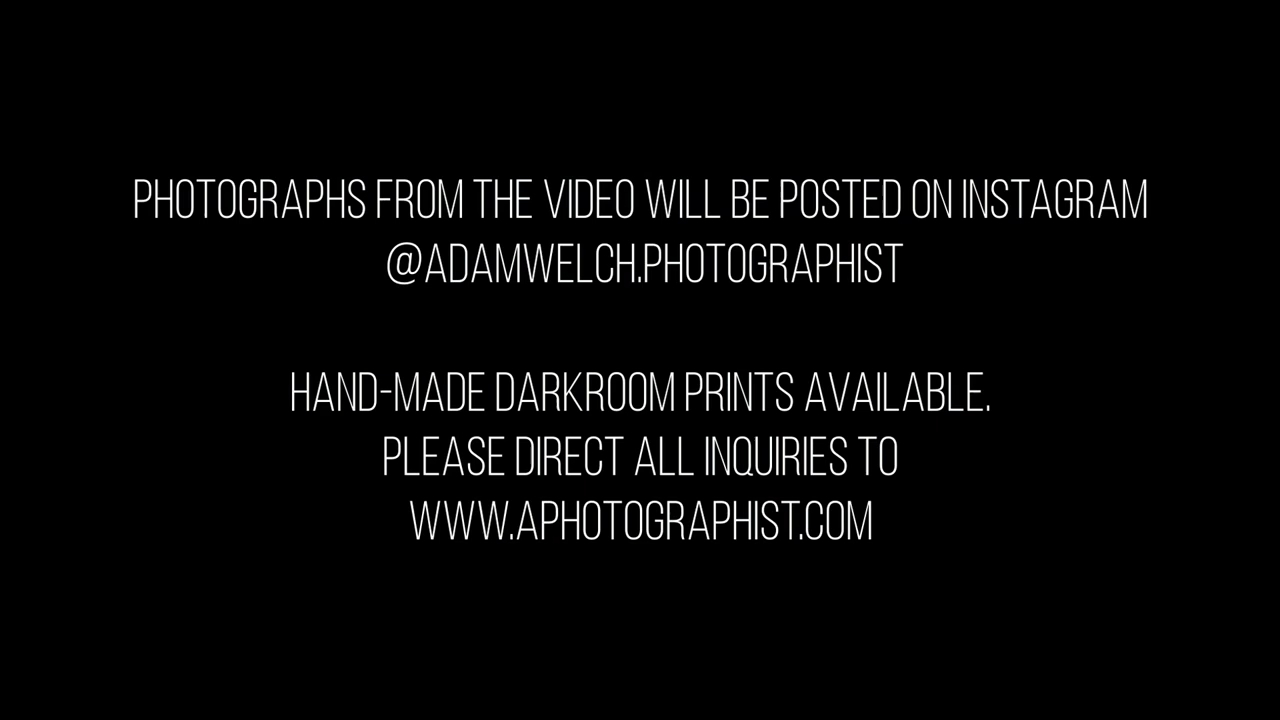 PHOTOGRAPHS FROM THE VIDEO WILL BE POSTED ON INSTAGRAM
@ADAMWELCH.PHOTOGRAPHIST
HAND-MADE DARKROOM PRINTS AVAILABLE.
PLEASE DIRECT ALL INQUIRIES TO
WWW.APHOTOGRAPHIST.COM